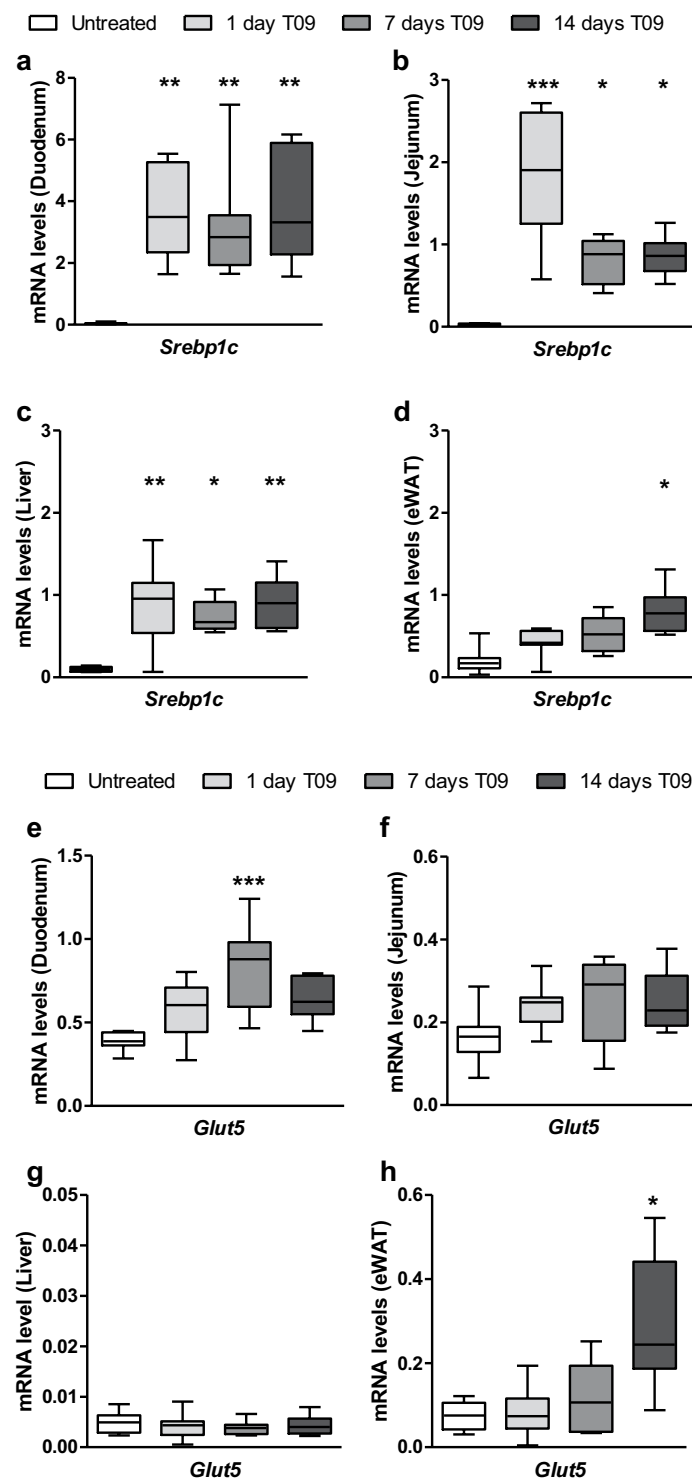 Untreated 1 day T09 7 days T09 14 days T09
a
mRNA levels (Duodenum)
8
6
4
2
0
** ** **
Srebp1c
b
mRNA levels (Jejunum)
3
2
1
0
*** * *
Srebp1c
c
mRNA levels (Liver)
3
2
1
0
** * **
Srebp1c
d
mRNA levels (eWAT)
3
2
1
0
*
Srebp1c
Untreated 1 day T09 7 days T09 14 days T09
e
mRNA levels (Duodenum)
1.5
1.0
0.5
0.0
***
Glut5
f
mRNA levels (Jejunum)
0.6
0.4
0.2
0.0
Glut5
g
mRNA level (Liver)
0.05
0.04
0.03
0.02
0.01
0.00
Glut5
h
mRNA levels (eWAT)
0.6
0.4
0.2
0.0
*
Glut5